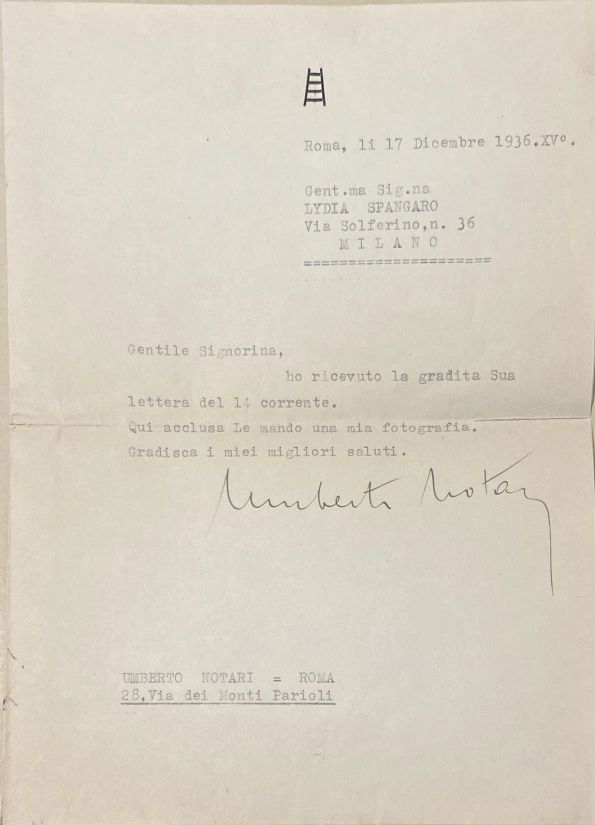 Roma, li 17 Dicembre 1936.XVº.
Gent.ma Sig.na
LYDIA SPANGARO
Via Solferino,n. 36
M I L A N O
=====================
Gentile Signorina,
ho ricevuto la gradita Sua
lettera del 14 corrente.
Qui acclusa Le mando una mia fotografia.
Gradisca i miei migliori saluti.
Umberto Notari
UMBERTO NOTARI = ROMA
28,Via dei Monti Parioli